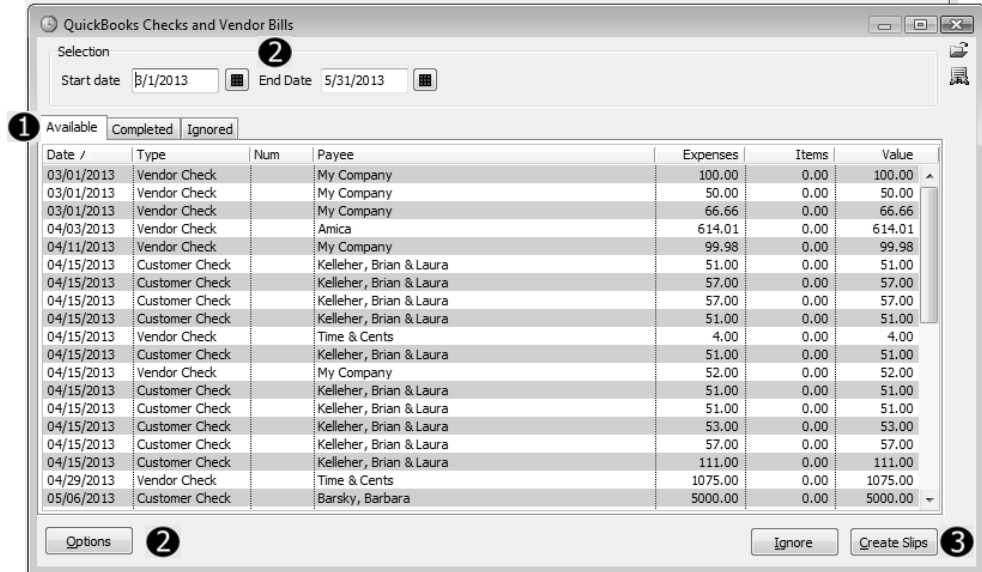 QuickBooks Checks and Vendor Bills
Selection
2
Start date 3/1/2013 End Date 5/31/2013
1 Available Completed Ignored
Date / Type Num Payee Expenses Items Value
03/01/2013 Vendor Check My Company 100.00 0.00 100.00
03/01/2013 Vendor Check My Company 50.00 0.00 50.00
03/01/2013 Vendor Check My Company 66.66 0.00 66.66
04/03/2013 Vendor Check Amica 614.01 0.00 614.01
04/11/2013 Vendor Check My Company 99.98 0.00 99.98
04/15/2013 Customer Check Kelleher, Brian & Laura 51.00 0.00 51.00
04/15/2013 Customer Check Kelleher, Brian & Laura 57.00 0.00 57.00
04/15/2013 Customer Check Kelleher, Brian & Laura 57.00 0.00 57.00
04/15/2013 Customer Check Kelleher, Brian & Laura 51.00 0.00 51.00
04/15/2013 Vendor Check Time & Cents 4.00 0.00 4.00
04/15/2013 Customer Check Kelleher, Brian & Laura 51.00 0.00 51.00
04/15/2013 Vendor Check My Company 52.00 0.00 52.00
04/15/2013 Customer Check Kelleher, Brian & Laura 51.00 0.00 51.00
04/15/2013 Customer Check Kelleher, Brian & Laura 51.00 0.00 51.00
04/15/2013 Customer Check Kelleher, Brian & Laura 53.00 0.00 53.00
04/15/2013 Customer Check Kelleher, Brian & Laura 57.00 0.00 57.00
04/15/2013 Customer Check Kelleher, Brian & Laura 111.00 0.00 111.00
04/29/2013 Vendor Check Time & Cents 1075.00 0.00 1075.00
05/06/2013 Customer Check Barsky, Barbara 5000.00 0.00 5000.00
Options 2 Ignore Create Slips 3